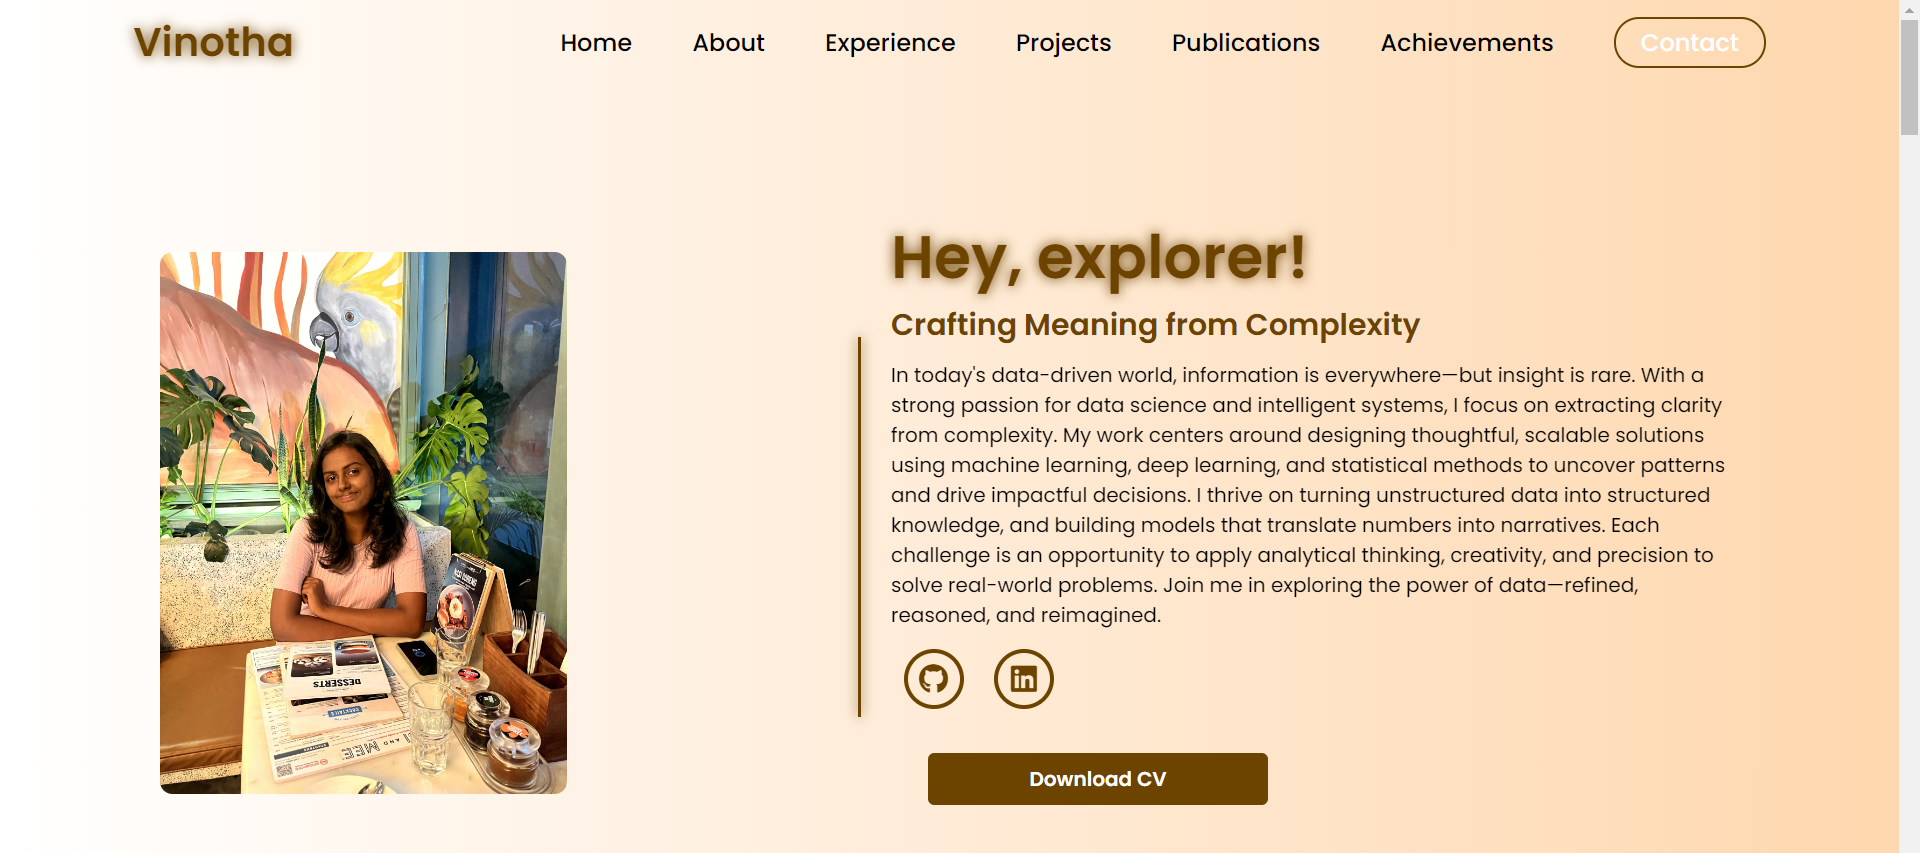 Vinotha
Home About Experience Projects Publications Achievements Contact
Hey, explorer!
Crafting Meaning from Complexity
In today's data-driven world, information is everywhere—but insight is rare. With a
strong passion for data science and intelligent systems, I focus on extracting clarity
from complexity. My work centers around designing thoughtful, scalable solutions
using machine learning, deep learning, and statistical methods to uncover patterns
and drive impactful decisions. I thrive on turning unstructured data into structured
knowledge, and building models that translate numbers into narratives. Each
challenge is an opportunity to apply analytical thinking, creativity, and precision to
solve real-world problems. Join me in exploring the power of data—refined,
reasoned, and reimagined.
in
Download CV
DESSERTS
COCKTAILS
AND MEE